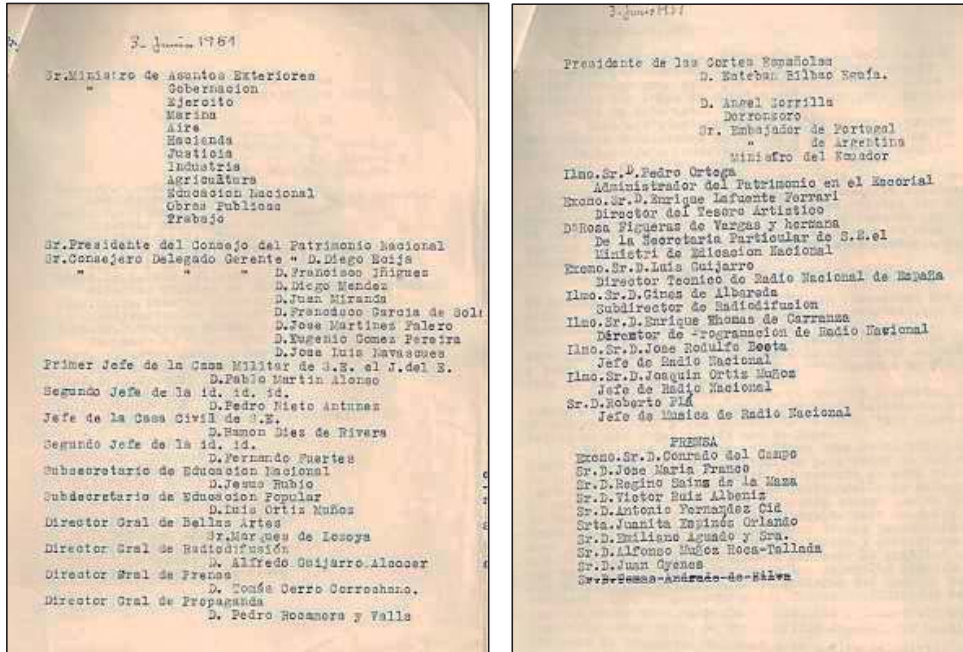 3 - Junio 1951
Sr.Ministro de Asuntos Exteriores
" Gobernacion
Ejercito
Marina
Aire
Hacienda
Justicia
Industria
Agricultura
Educacion Nacional
Obras Publicas
Trabajo
Sr.Presidente del Consejo del Patrimonio Nacional
Sr.Consejero Delegado Gerente " D.Diego Ecija
" " " D.Francisco Iñiguez
D.Diego Mendez
D.Juan Miranda
D.Francisco Garcia de Sol
D.Jose Martinez Falero
D.Eugenio Gomez Pereira
D.Jose Luis Navascues
Primer Jefe de la Casa Militar de S.E. el J.del E.
D.Pablo Martin Alonso
Segundo Jefe de la id. id. id.
D.Pedro Nieto Antunez
Jefe de la Casa Civil de S.E.
D.Ramon Diez de Rivera
Segundo Jefe de la id. id.
D.Fernando Fuertes
Subsecretario de Educacion Nacional
D.Jesus Rubio
Subdecretario de Educacion Popular
D.Luis Ortiz Muñoz
Director Gral de Bellas Artes
Sr.Marques de Lozoya
Director Gral de Radiodifusión
D. Alfredo Guijarro Alcocer
Director Gral de Prensa
D. Tomás Cerro Corrochano.
Director Gral de Propaganda
D. Pedro Rocamora y Valls
3-Junio 1951
Presidente de las Cortes Españolas
D. Esteban Bilbao Eguía.
D. Angel Zorrilla
Dorronsoro
Sr. Embajador de Portugal
" de Argentina
Ministro del Ecuador
Ilmo.Sr.D.Pedro Ortega
Administrador del Patrimonio en el Escorial
Excmo.Sr.D.Enrique Lafuente Ferrari
Director del Tesoro Artistico
DªRosa Figueras de Vargas y hermana
De la Secretaria Particular de S.E.el
Ministri de Edicacion Nacional
Excmo.Sr.D.Luis Guijarro
Director Tecnico de Radio Nacional de España
Ilmo.Sr.D.Gines de Albareda
Subdirector de Radiodifusion
Ilmo.Sr.D.Enrique Thomas de Carranza
Director de Programacion de Radio Nacional
Ilmo.Sr.D.Jose Rodulfo Boeta
Jefe de Radio Nacional
Ilmo.Sr.D.Joaquin Ortiz Muñoz
Jefe de Radio Nacional
Sr.D.Roberto Plá
Jefe de Musica de Radio Nacional
PRENSA
Excmo.Sr.D.Conrado del Campo
Sr.D.Jose Maria Franco
Sr.D.Regino Sainz de la Maza
Sr.D.Victor Ruiz Albeniz
Sr.D.Antonio Fernandez Cid
Srta.Juanita Espinós Orlando
Sr.D.Emiliano Aguado y Sra.
Sr.D.Alfonso Muñoz Roca-Tallada
Sr.D.Juan Gyenes
Andrade-de-Silva